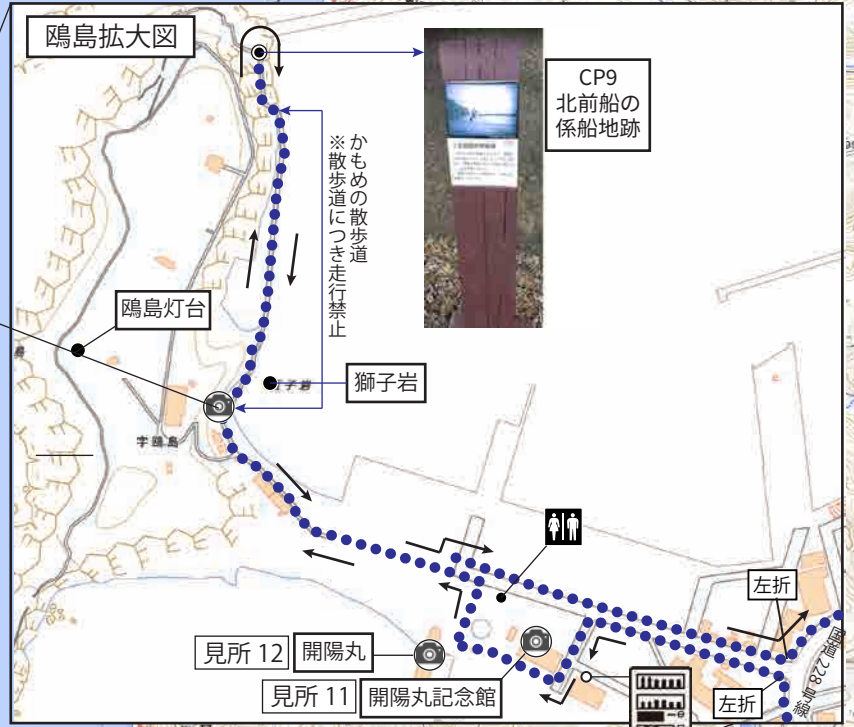 鴎島拡大図
CP9
北前船の
係船地跡
かもめの散歩道
※散歩道につき走行禁止
鴎島灯台
獅子岩
字鴎島
左折
見所 12
開陽丸
見所 11
開陽丸記念館
左折
国道228号線